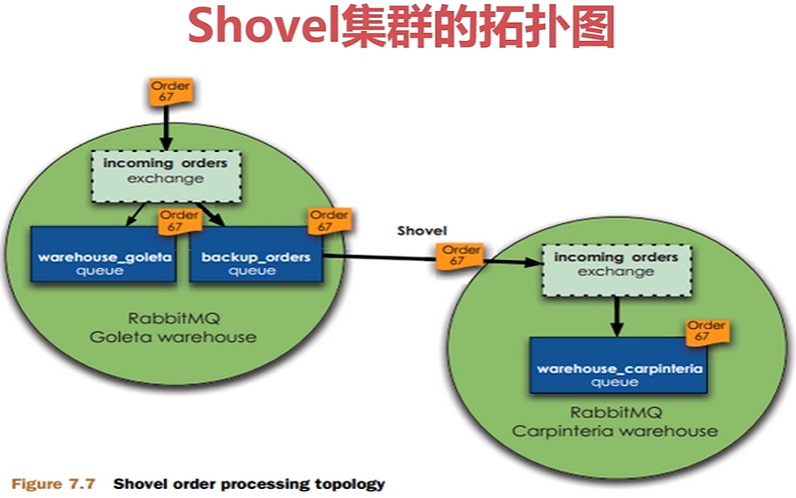 Shovel集群的拓扑图
Order
67
incoming orders
exchange
Order
67
Order
67
warehouse_goleta
queue
backup_orders
queue
RabbitMQ
Goleta warehouse
Shovel
Order
67
incoming orders
exchange
Order
67
warehouse_carpinteria
queue
RabbitMQ
Carpinteria warehouse
Figure 7.7 Shovel order processing topology